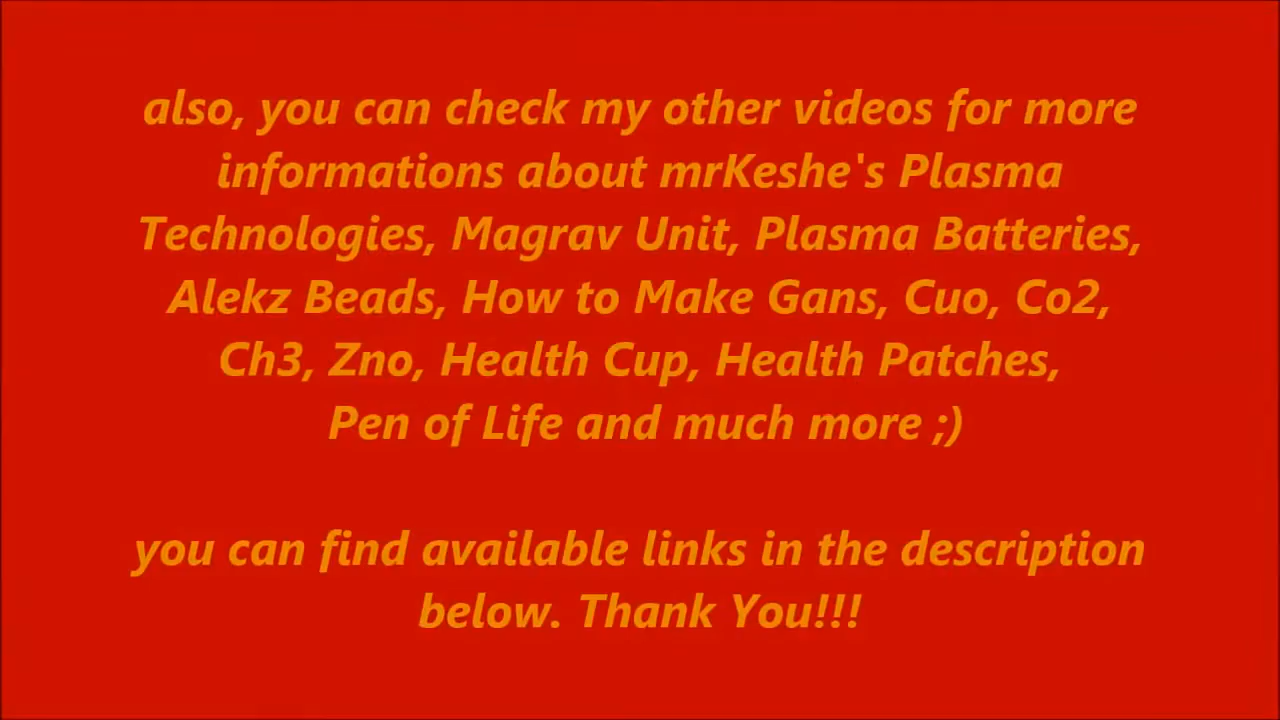 also, you can check my other videos for more
informations about mrKeshe's Plasma
Technologies, Magrav Unit, Plasma Batteries,
Alekz Beads, How to Make Gans, Cuo, Co2,
Ch3, Zno, Health Cup, Health Patches,
Pen of Life and much more ;)
you can find available links in the description
below. Thank You!!!